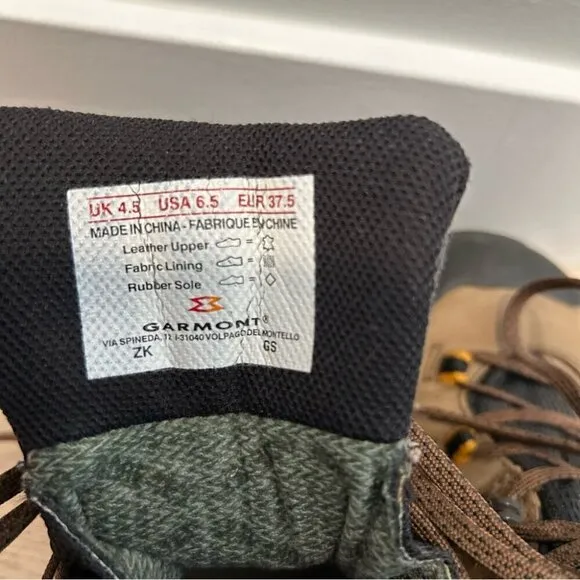 UK 4.5 USA 6.5 EUR 37.5
MADE IN CHINA - FABRIQUE EN CHINE
Leather Upper =
Fabric Lining =
Rubber Sole =
GARMONT®
VIA SPINEDA, I-31040 VOLPAGO DEL MONTELLO
ZK GS